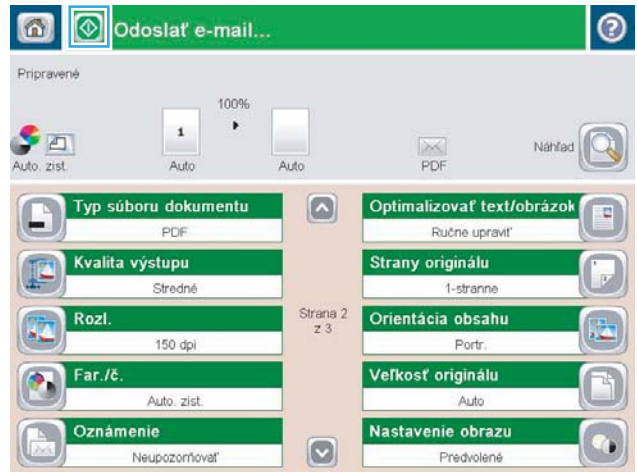 Odoslať e-mail...
Pripravené
100%
1
Auto. zist.
Auto
Auto
PDF
Náhľad
Typ súboru dokumentu
PDF
Kvalita výstupu
Stredné
Rozl.
150 dpi
Far./č.
Auto. zist.
Oznámenie
Neupozorňovať
Strana 2
z 3
Optimalizovať text/obrázok
Ručne upraviť
Strany originálu
1-stranne
Orientácia obsahu
Portr.
Veľkosť originálu
Auto
Nastavenie obrazu
Predvolené